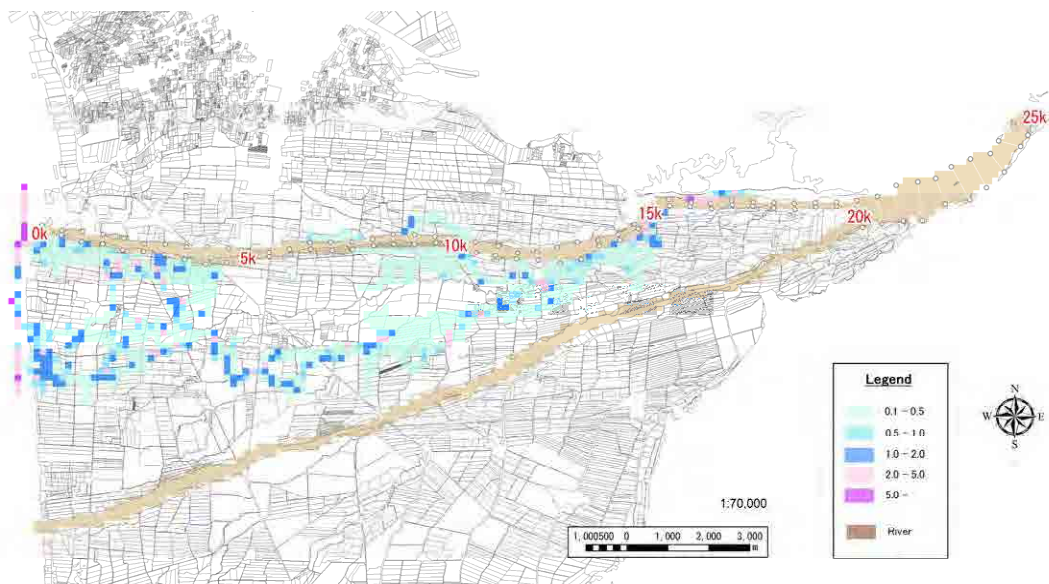 25k
15k
0k
20k
10k
5k
Legend
0.1 - 0.5
0.5 - 1.0
1.0 - 2.0
2.0 - 5.0
5.0 -
River
N
W E
S
1:70,000
1,000500 0 1,000 2,000 3,000
m